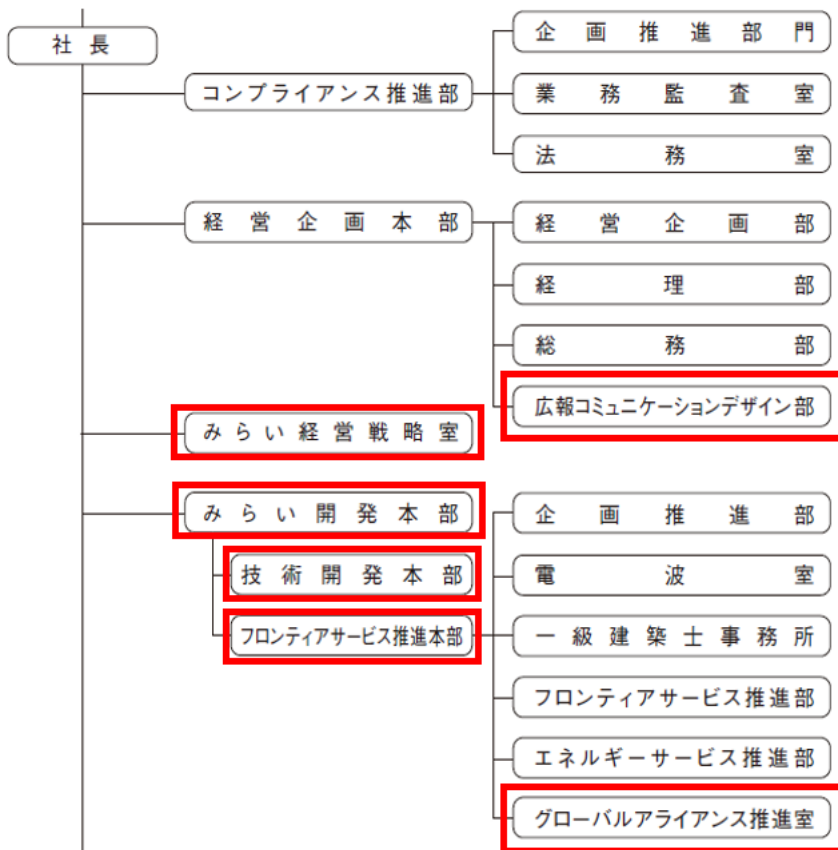 社長
コンプライアンス推進部
企画推進部門
業務監査室
法務室
経営企画本部
経営企画部
経理部
総務部
広報コミュニケーションデザイン部
みらい経営戦略室
みらい開発本部
技術開発本部
フロンティアサービス推進本部
企画推進部
電波室
一級建築士事務所
フロンティアサービス推進部
エネルギーサービス推進部
グローバルアライアンス推進室